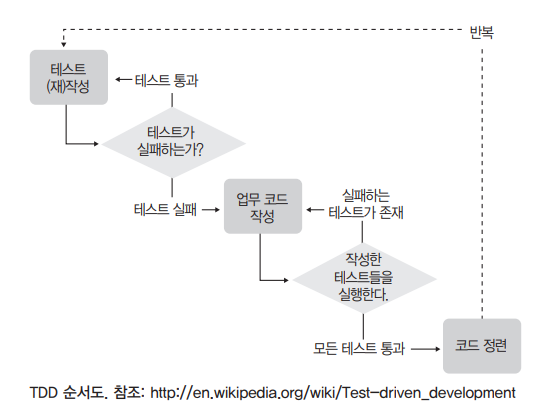 반복
테스트
(재)작성
테스트 통과
테스트가
실패하는가?
테스트 실패
업무 코드
작성
실패하는
테스트가 존재
작성한
테스트들을
실행한다.
모든 테스트 통과
코드 정련
TDD 순서도. 참조: http://en.wikipedia.org/wiki/Test-driven_development